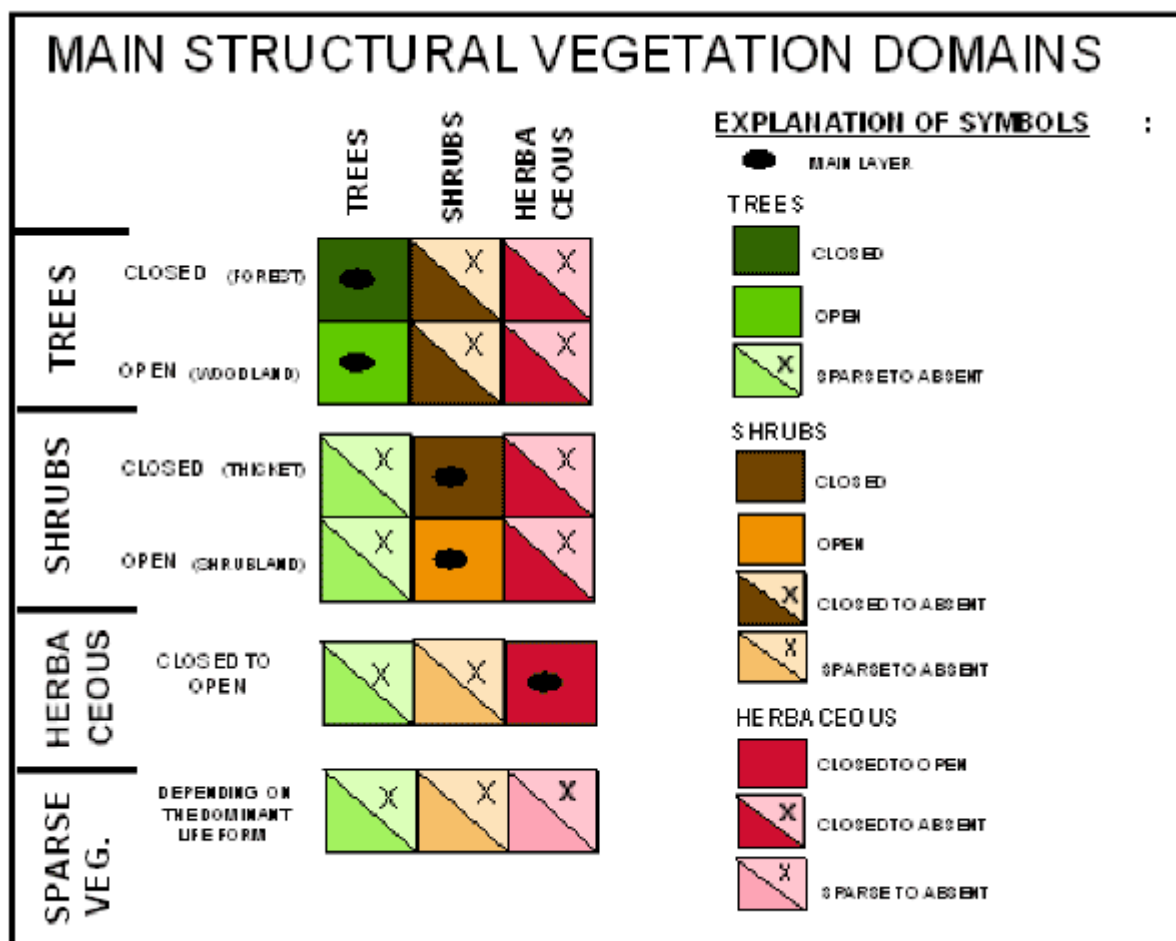 MAIN STRUCTURAL VEGETATION DOMAINS
TREES
SHRUBS
HERBA
CEOUS
TREES
CLOSED (FOREST)
X
X
OPEN (WOODLAND)
X
X
SHRUBS
CLOSED (THICKET)
X
X
OPEN (SHRUBLAND)
X
X
HERBA
CEOUS
CLOSED TO
OPEN
X
X
SPARSE
VEG.
DEPENDING ON
THE DOMINANT
LIFE FORM
X
X
X
EXPLANATION OF SYMBOLS :
MAIN LAYER
TREES
CLOSED
OPEN
X SPARSE TO ABSENT
SHRUBS
CLOSED
OPEN
X CLOSED TO ABSENT
X SPARSE TO ABSENT
HERBACEOUS
CLOSED TO OPEN
X CLOSED TO ABSENT
X SPARSE TO ABSENT